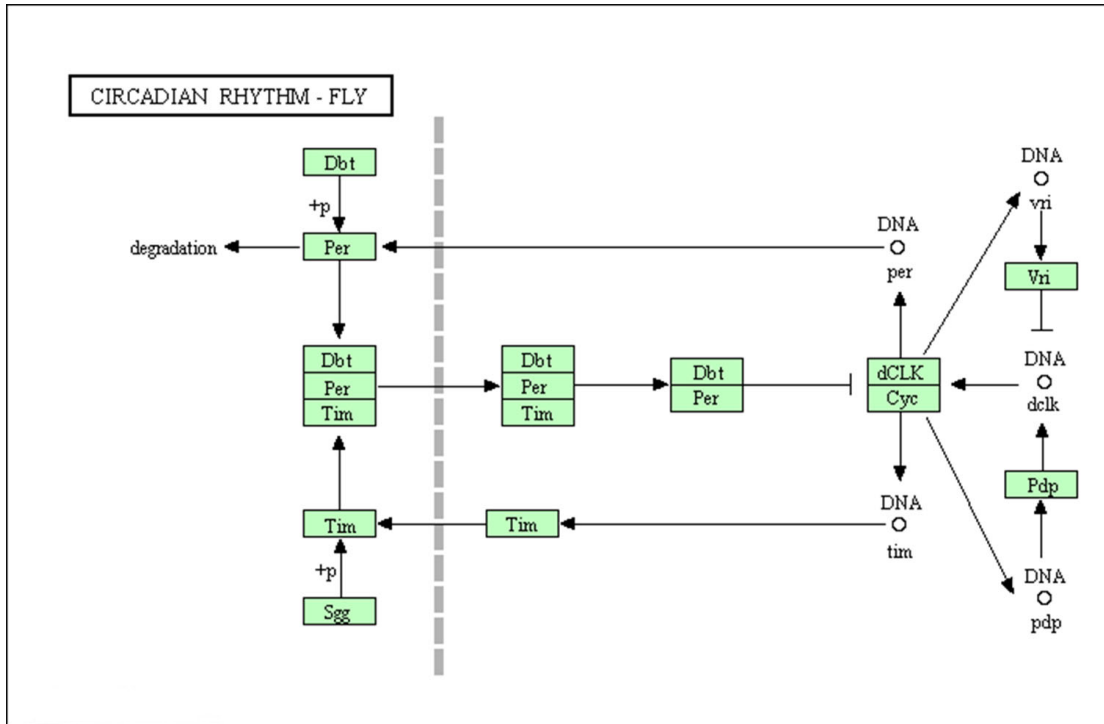 CIRCADIAN RHYTHM - FLY
Dbt
+p
Per
degradation
DNA
per
DNA
vri
Vri
Dbt
Per
Tim
Dbt
Per
Tim
Dbt
Per
dCLK
Cyc
DNA
dclk
Pdp
Tim
+p
Sgg
Tim
DNA
tim
DNA
pdp